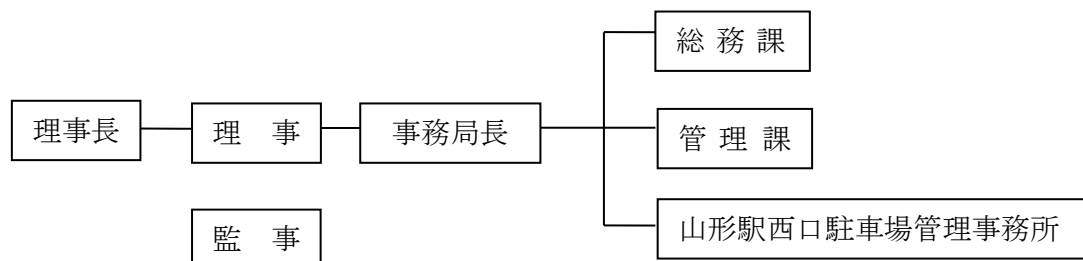 総務課
理事長
理事
事務局長
管理課
監事
山形駅西口駐車場管理事務所